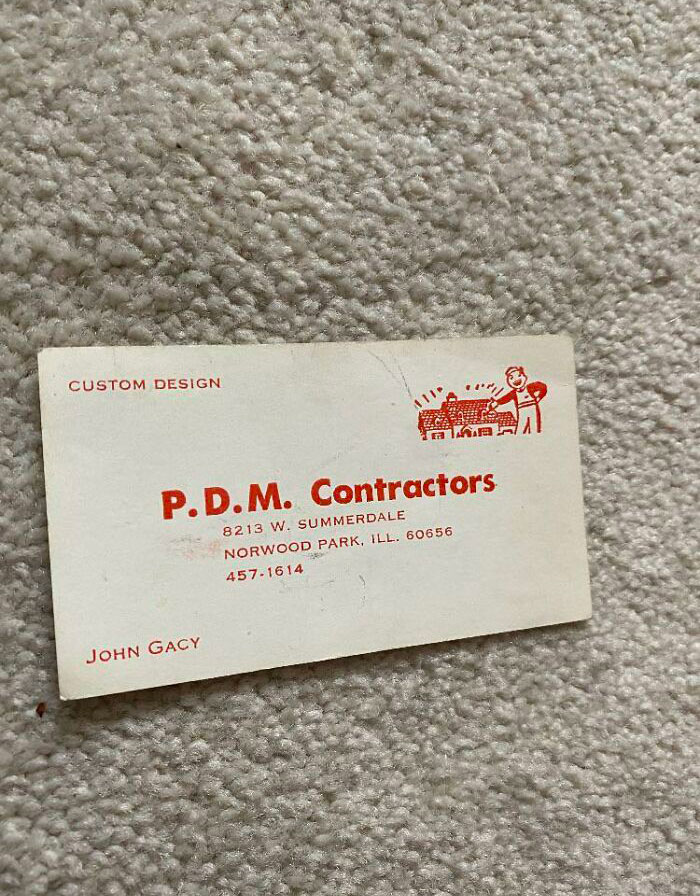 CUSTOM DESIGN
P.D.M. Contractors
8213 W. SUMMERDALE
NORWOOD PARK, ILL. 60656
457-1614
JOHN GACY